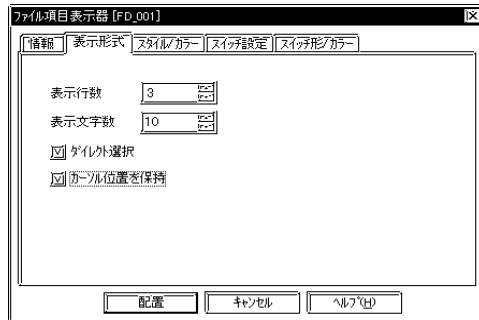 ﾌｧｲﾙ項目表示器 [FD_001]
情報 表示形式 ｽﾀｲﾙ/ｶﾗｰ ｽｲｯﾁ設定 ｽｲｯﾁ形/ｶﾗｰ
表示行数 3
表示文字数 10
ﾀﾞｲﾚｸﾄ選択
ｶｰｿﾙ位置を保持
配置 ｷｬﾝｾﾙ ﾍﾙﾌﾟ(H)